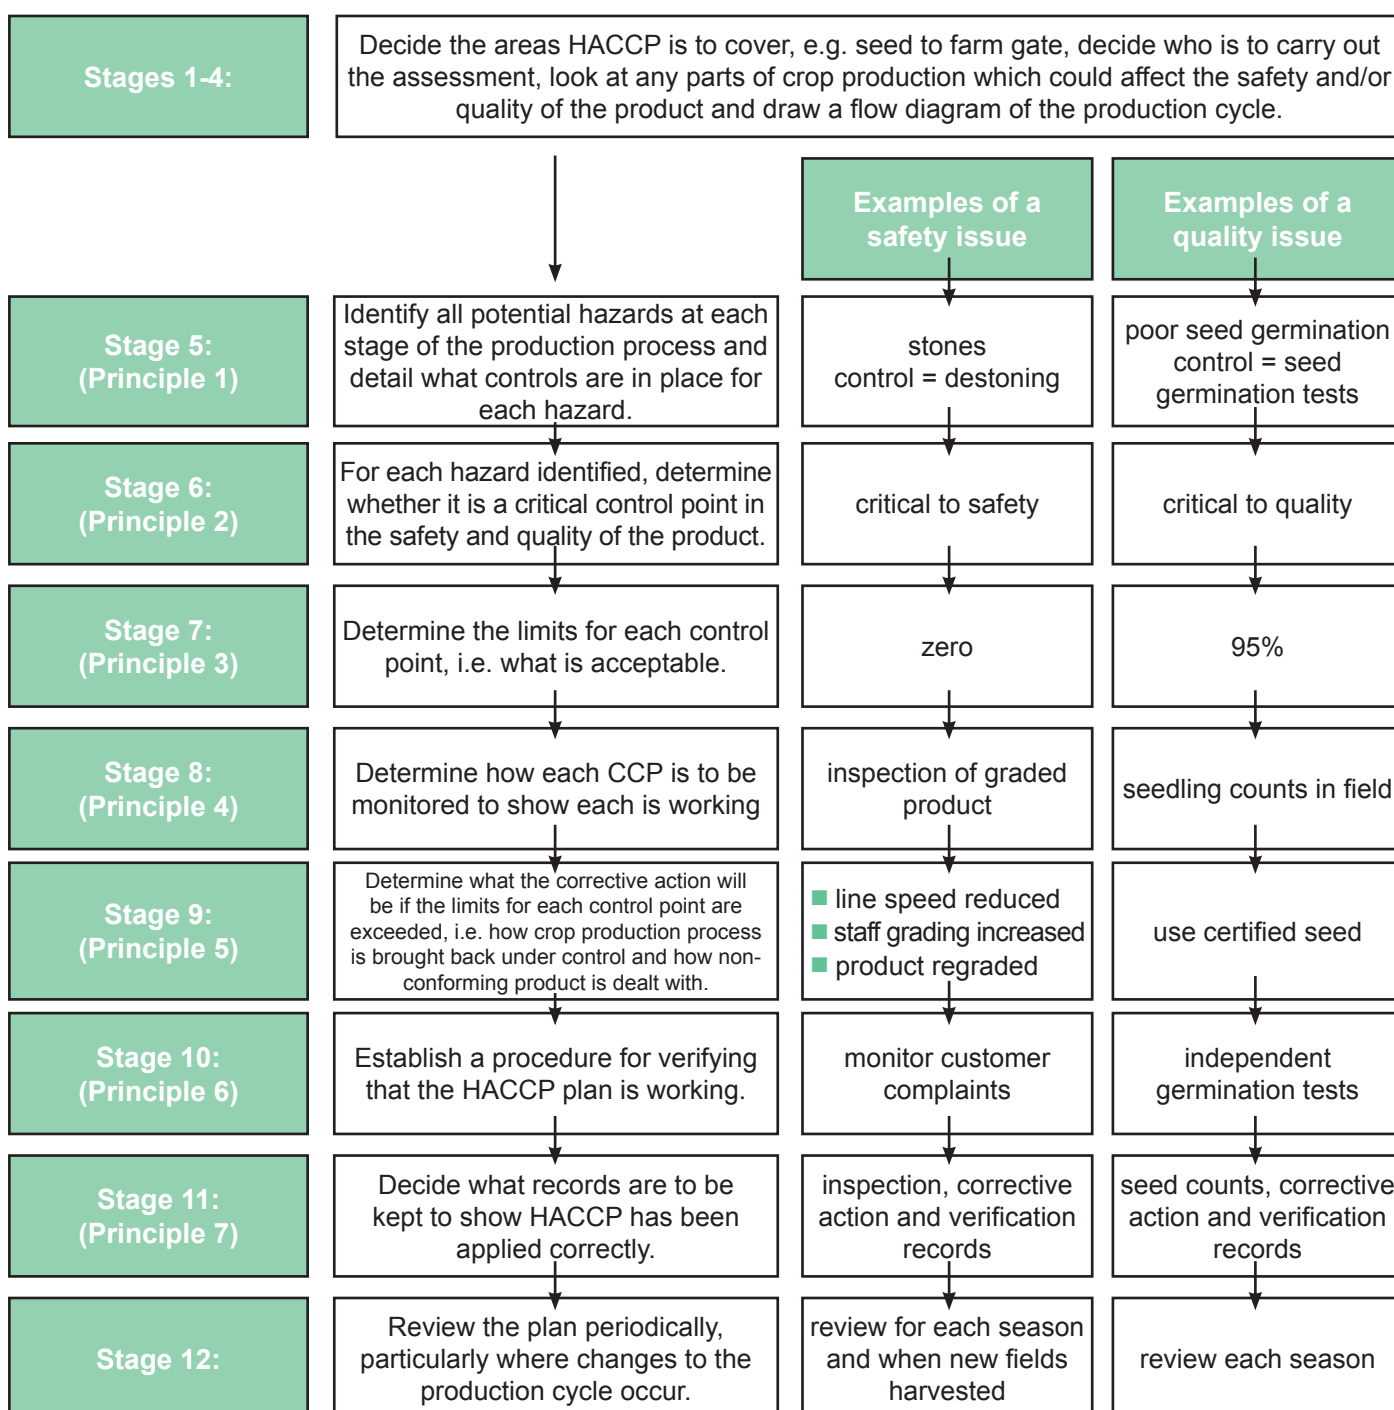 Stages 1-4:
Decide the areas HACCP is to cover, e.g. seed to farm gate, decide who is to carry out
the assessment, look at any parts of crop production which could affect the safety and/or
quality of the product and draw a flow diagram of the production cycle.
Examples of a
safety issue
Examples of a
quality issue
Stage 5:
(Principle 1)
Identify all potential hazards at each
stage of the production process and
detail what controls are in place for
each hazard.
stones
control = destoning
poor seed germination
control = seed
germination tests
Stage 6:
(Principle 2)
For each hazard identified, determine
whether it is a critical control point in
the safety and quality of the product.
critical to safety
critical to quality
Stage 7:
(Principle 3)
Determine the limits for each control
point, i.e. what is acceptable.
zero
95%
Stage 8:
(Principle 4)
Determine how each CCP is to be
monitored to show each is working
inspection of graded
product
seedling counts in field
Stage 9:
(Principle 5)
Determine what the corrective action will
be if the limits for each control point are
exceeded, i.e. how crop production process
is brought back under control and how non-
conforming product is dealt with.
line speed reduced
staff grading increased
product regraded
use certified seed
Stage 10:
(Principle 6)
Establish a procedure for verifying
that the HACCP plan is working.
monitor customer
complaints
independent
germination tests
Stage 11:
(Principle 7)
Decide what records are to be
kept to show HACCP has been
applied correctly.
inspection, corrective
action and verification
records
seed counts, corrective
action and verification
records
Stage 12:
Review the plan periodically,
particularly where changes to the
production cycle occur.
review for each season
and when new fields
harvested
review each season